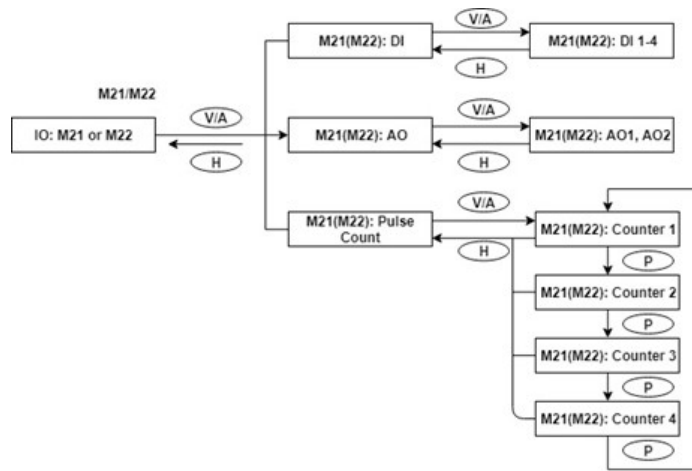 M21(M22): DI
V/A
H
M21(M22): DI 1-4
M21/M22
IO: M21 or M22
V/A
H
M21(M22): AO
V/A
H
M21(M22): AO1, AO2
M21(M22): Pulse
Count
V/A
H
M21(M22): Counter 1
P
M21(M22): Counter 2
P
M21(M22): Counter 3
P
M21(M22): Counter 4
P